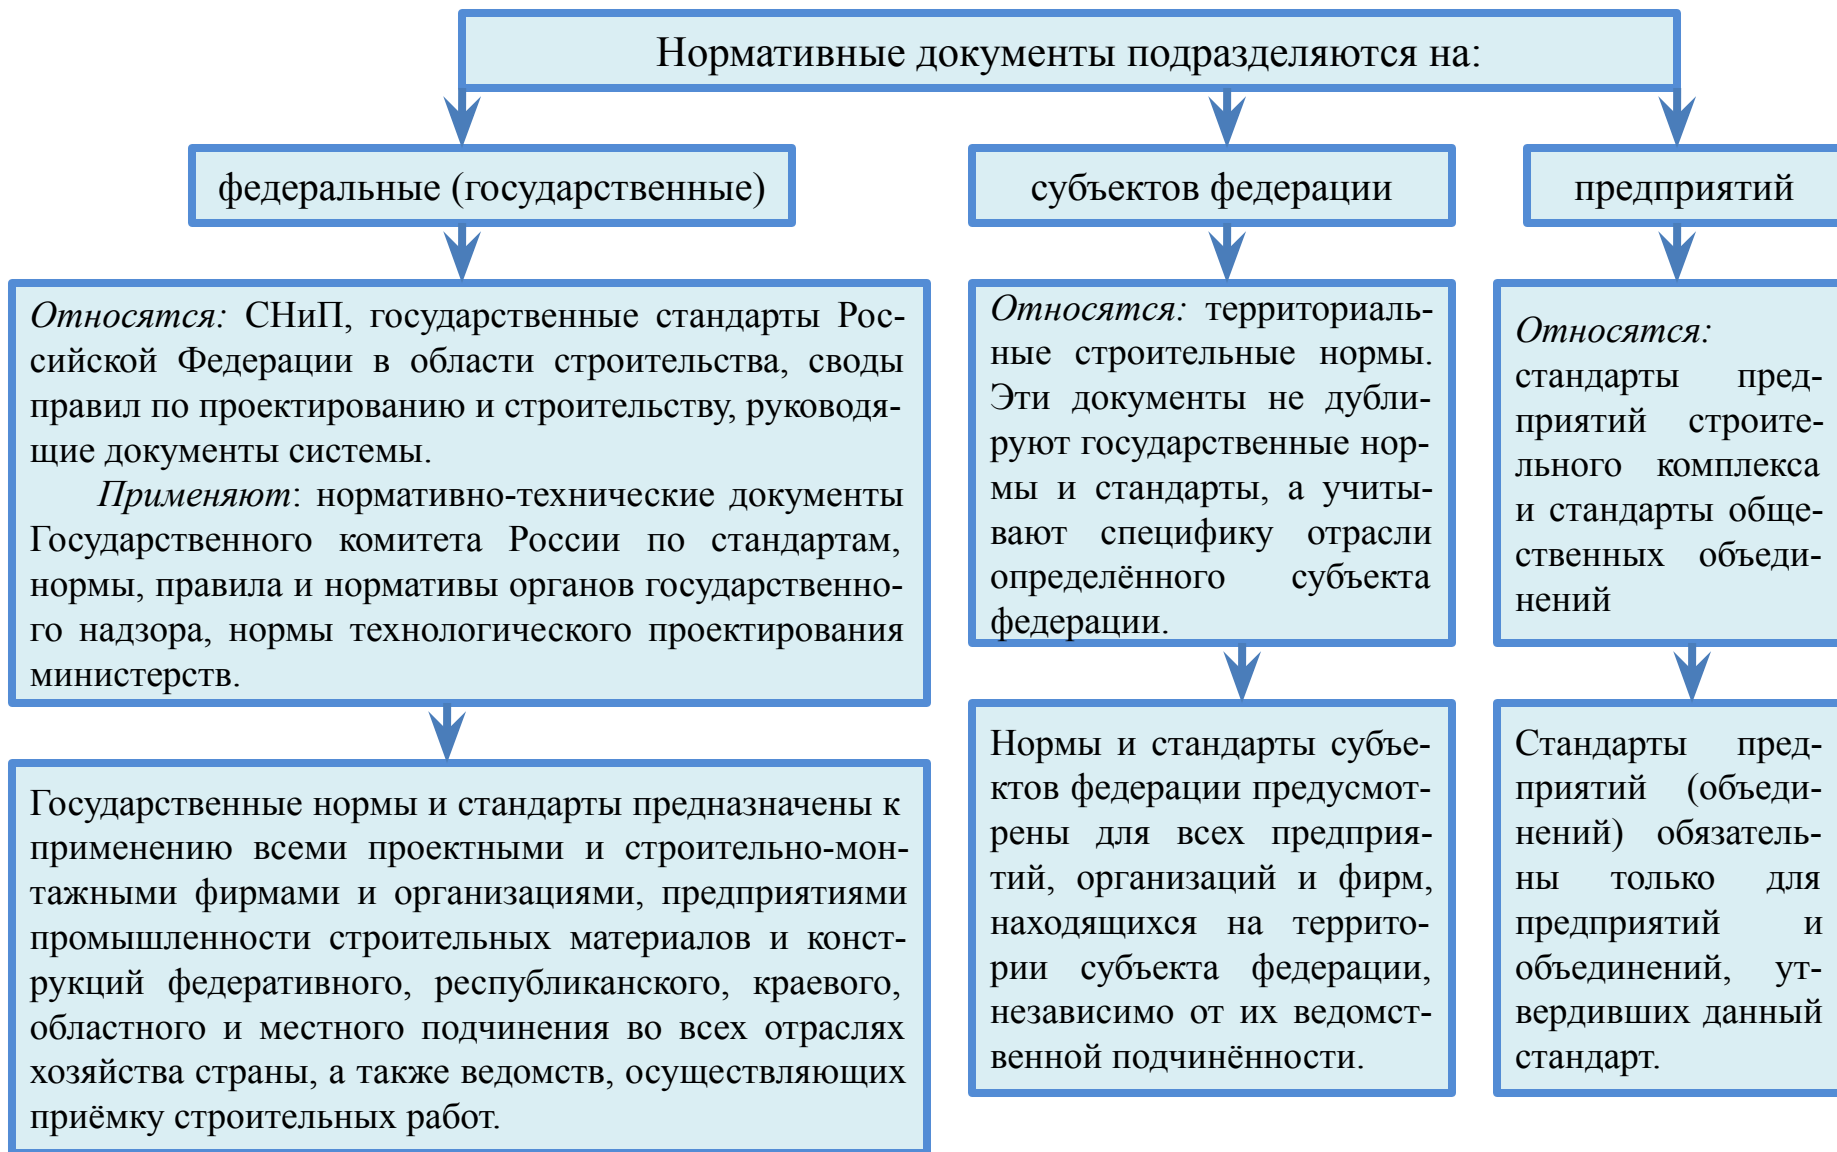 Нормативные документы подразделяются на:
федеральные (государственные)
субъектов федерации
предприятий
Относятся: СНиП, государственные стандарты Рос-
сийской Федерации в области строительства, своды
правил по проектированию и строительству, руководя-
щие документы системы.
Применяют: нормативно-технические документы
Государственного комитета России по стандартам,
нормы, правила и нормативы органов государственно-
го надзора, нормы технологического проектирования
министерств.
Относятся: территориаль-
ные строительные нормы.
Эти документы не дубли-
руют государственные нор-
мы и стандарты, а учиты-
вают специфику отрасли
определённого субъекта
федерации.
Относятся:
стандарты пред-
приятий строите-
льного комплекса
и стандарты обще-
ственных объеди-
нений
Государственные нормы и стандарты предназначены к
применению всеми проектными и строительно-мон-
тажными фирмами и организациями, предприятиями
промышленности строительных материалов и конст-
рукций федеративного, республиканского, краевого,
областного и местного подчинения во всех отраслях
хозяйства страны, а также ведомств, осуществляющих
приёмку строительных работ.
Нормы и стандарты субъе-
ктов федерации предусмот-
рены для всех предприя-
тий, организаций и фирм,
находящихся на террито-
рии субъекта федерации,
независимо от их ведомст-
венной подчинённости.
Стандарты пред-
приятий (объеди-
нений) обязатель-
ны только для
предприятий и
объединений, ут-
вердивших данный
стандарт.